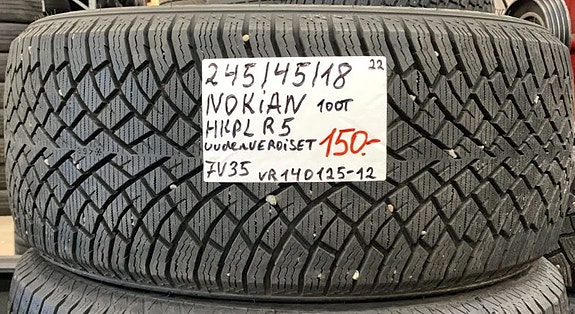 245/45/18 22
NOKiAN 100T
HKPL R5
UUDENVEROISET 150.-
7V35 VR140125-12